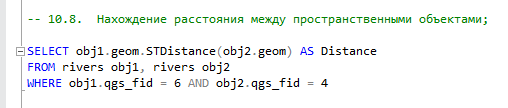 -- 10.8.  Нахождение расстояния между пространственными объектами;
SELECT obj1.geom.STDistance(obj2.geom) AS Distance
FROM rivers obj1, rivers obj2
WHERE obj1.qgs_fid = 6 AND obj2.qgs_fid = 4